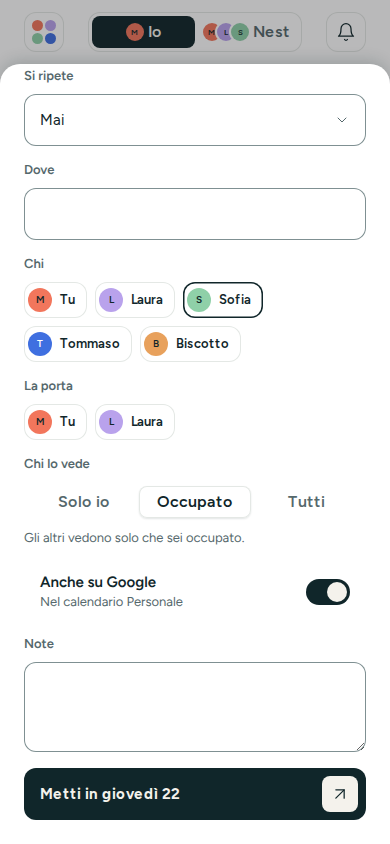 M Io
M L S Nest
Si ripete
Mai
Dove
Chi
M Tu
L Laura
S Sofia
T Tommaso
B Biscotto
La porta
M Tu
L Laura
Chi lo vede
Solo io
Occupato
Tutti
Gli altri vedono solo che sei occupato.
Anche su Google
Nel calendario Personale
Note
Metti in giovedì 22